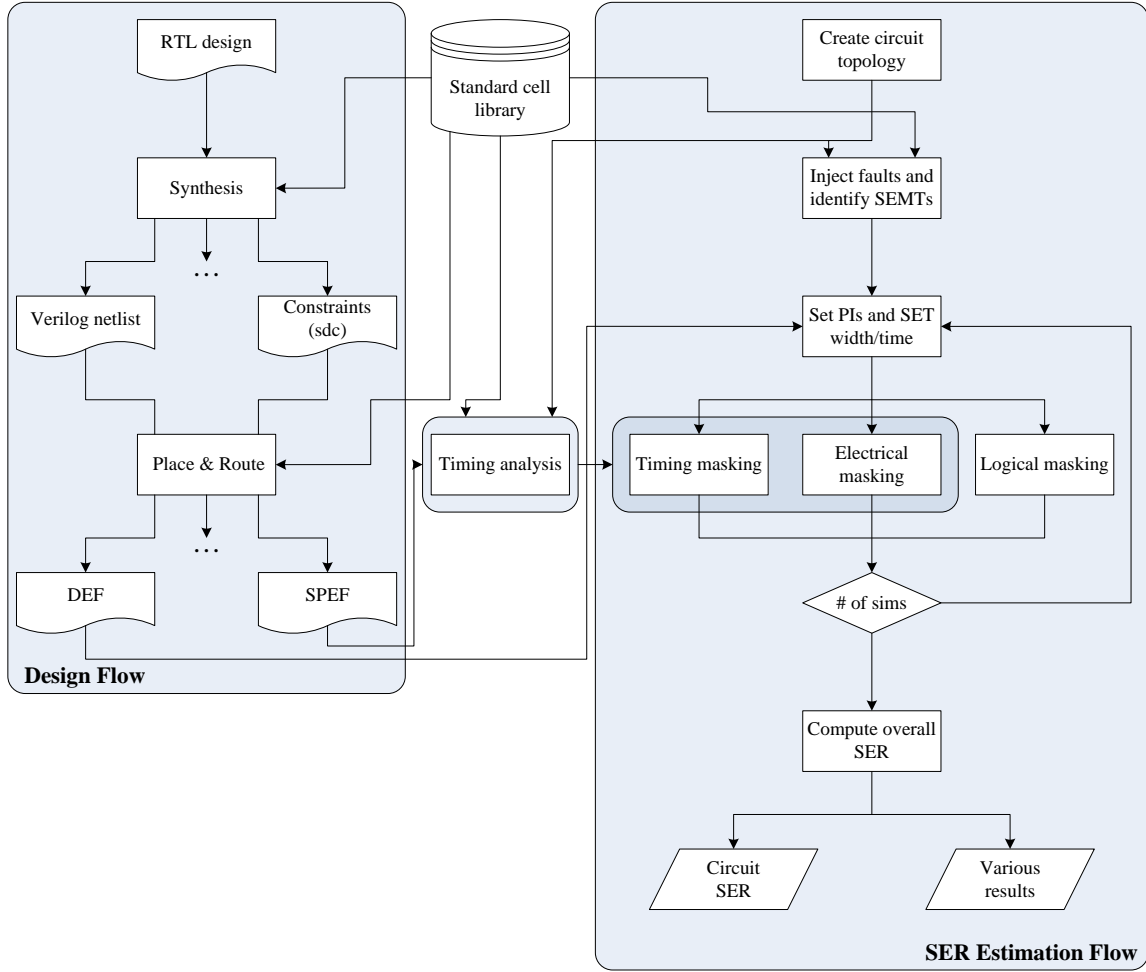 RTL design
Standard cell
library
Create circuit
topology
Synthesis
Inject faults and
identify SEMTs
...
Verilog netlist
Constraints
(sdc)
Set PIs and SET
width/time
Place & Route
Timing analysis
Timing masking
Electrical
masking
Logical masking
...
DEF
SPEF
# of sims
Design Flow
Compute overall
SER
Circuit
SER
Various
results
SER Estimation Flow